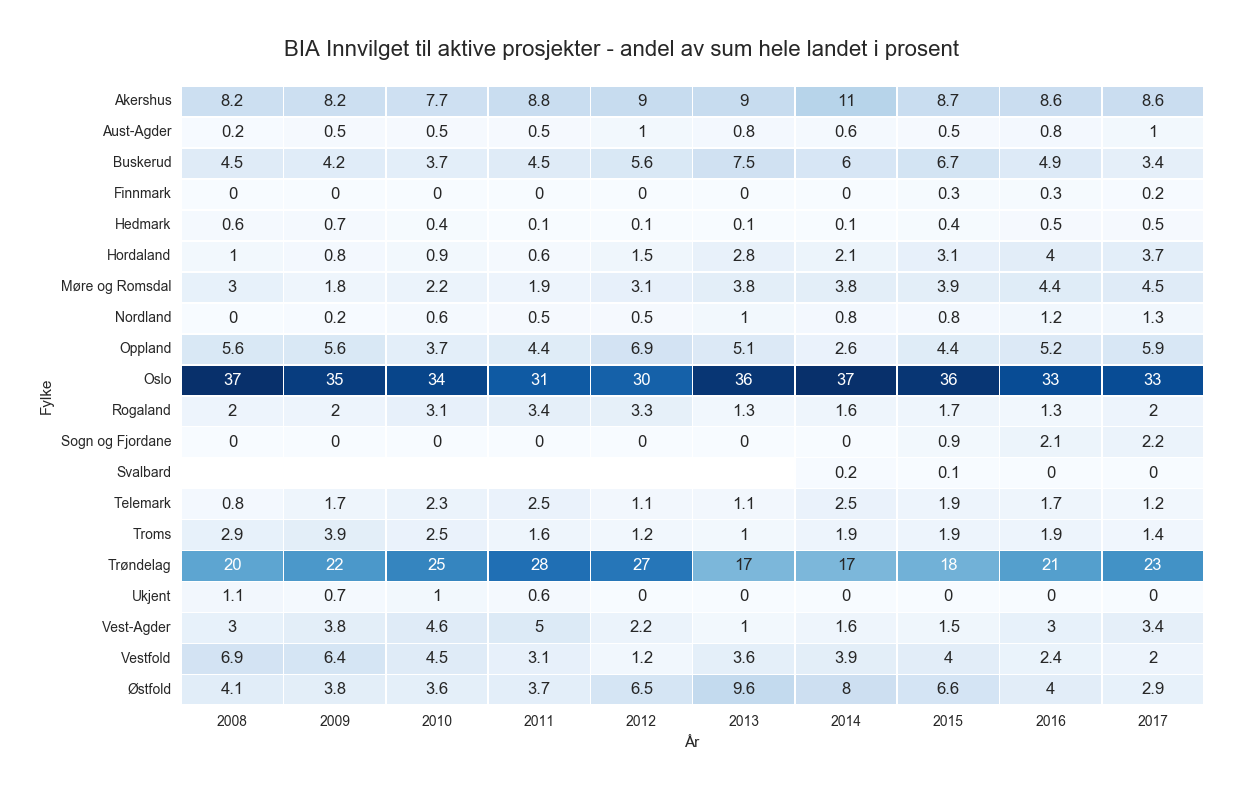 BIA Innvilget til aktive prosjekter - andel av sum hele landet i prosent
Fylke
Akershus 8.2 8.2 7.7 8.8 9 9 11 8.7 8.6 8.6
Aust-Agder 0.2 0.5 0.5 0.5 1 0.8 0.6 0.5 0.8 1
Buskerud 4.5 4.2 3.7 4.5 5.6 7.5 6 6.7 4.9 3.4
Finnmark 0 0 0 0 0 0 0 0.3 0.3 0.2
Hedmark 0.6 0.7 0.4 0.1 0.1 0.1 0.1 0.4 0.5 0.5
Hordaland 1 0.8 0.9 0.6 1.5 2.8 2.1 3.1 4 3.7
Møre og Romsdal 3 1.8 2.2 1.9 3.1 3.8 3.8 3.9 4.4 4.5
Nordland 0 0.2 0.6 0.5 0.5 1 0.8 0.8 1.2 1.3
Oppland 5.6 5.6 3.7 4.4 6.9 5.1 2.6 4.4 5.2 5.9
Oslo 37 35 34 31 30 36 37 36 33 33
Rogaland 2 2 3.1 3.4 3.3 1.3 1.6 1.7 1.3 2
Sogn og Fjordane 0 0 0 0 0 0 0 0.9 2.1 2.2
Svalbard 0.2 0.1 0 0
Telemark 0.8 1.7 2.3 2.5 1.1 1.1 2.5 1.9 1.7 1.2
Troms 2.9 3.9 2.5 1.6 1.2 1 1.9 1.9 1.9 1.4
Trøndelag 20 22 25 28 27 17 17 18 21 23
Ukjent 1.1 0.7 1 0.6 0 0 0 0 0 0
Vest-Agder 3 3.8 4.6 5 2.2 1 1.6 1.5 3 3.4
Vestfold 6.9 6.4 4.5 3.1 1.2 3.6 3.9 4 2.4 2
Østfold 4.1 3.8 3.6 3.7 6.5 9.6 8 6.6 4 2.9
2008 2009 2010 2011 2012 2013 2014 2015 2016 2017
År